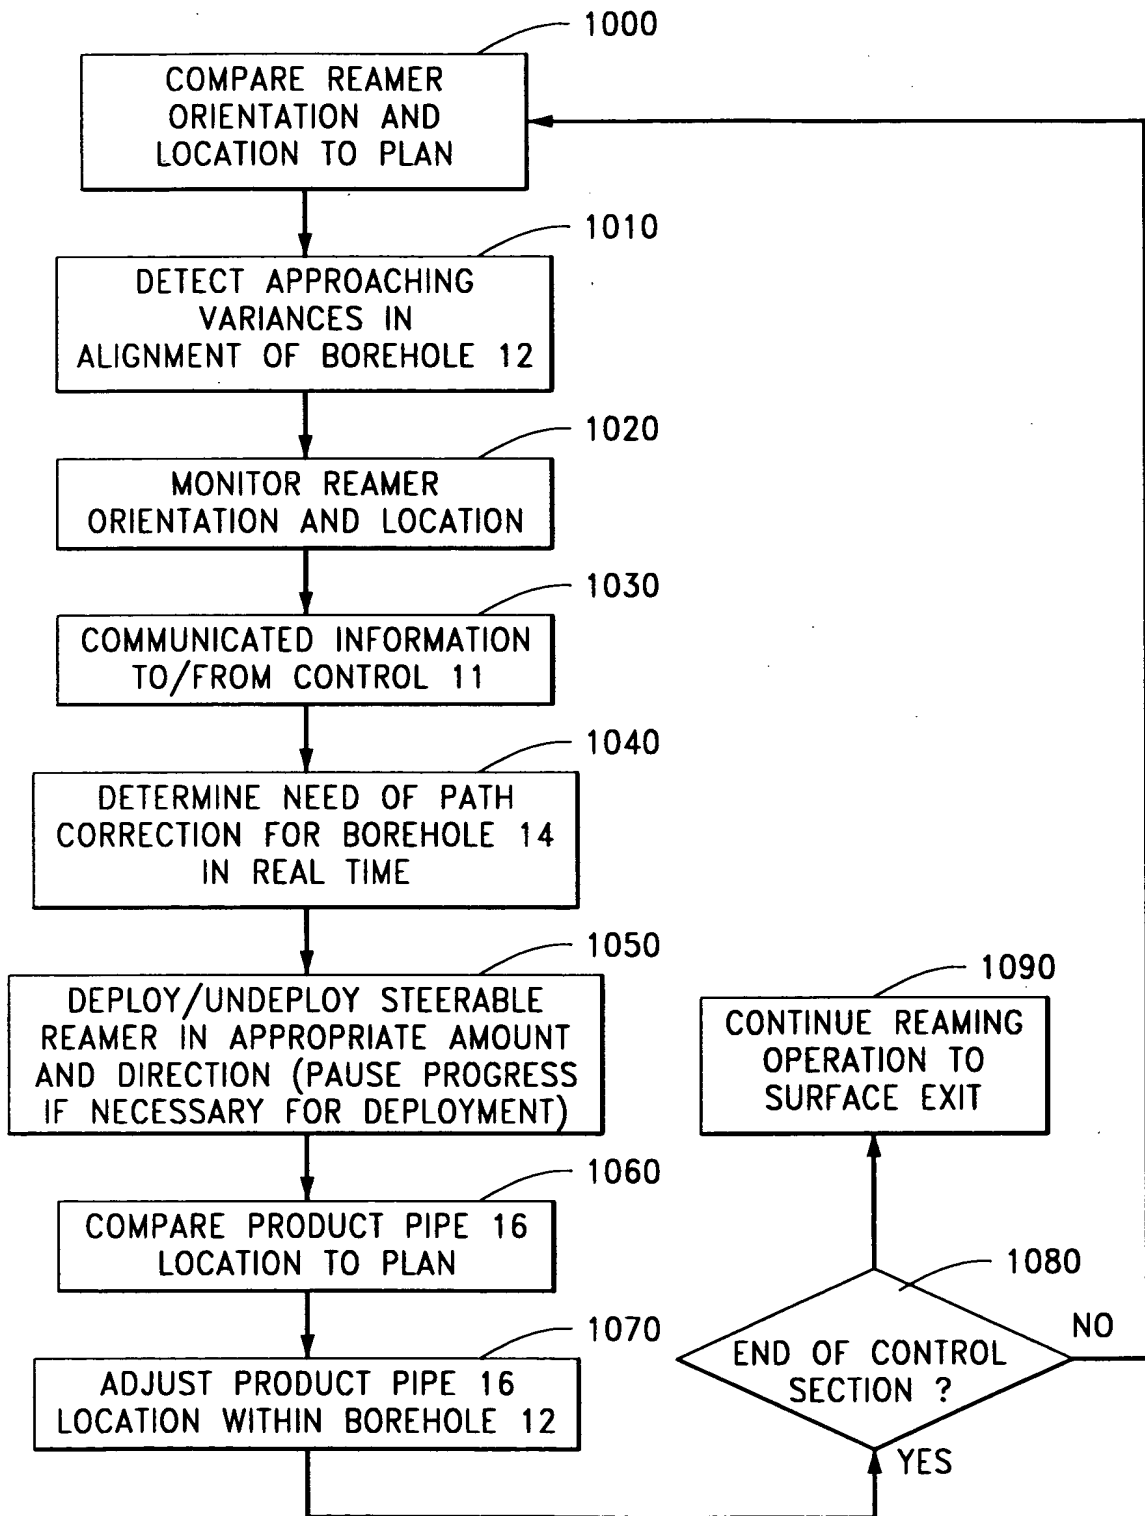 1000
COMPARE REAMER
ORIENTATION AND
LOCATION TO PLAN
1010
DETECT APPROACHING
VARIANCES IN
ALIGNMENT OF BOREHOLE 12
1020
MONITOR REAMER
ORIENTATION AND LOCATION
1030
COMMUNICATED INFORMATION
TO/FROM CONTROL 11
1040
DETERMINE NEED OF PATH
CORRECTION FOR BOREHOLE 14
IN REAL TIME
1050
DEPLOY/UNDEPLOY STEERABLE
REAMER IN APPROPRIATE AMOUNT
AND DIRECTION (PAUSE PROGRESS
IF NECESSARY FOR DEPLOYMENT)
1060
COMPARE PRODUCT PIPE 16
LOCATION TO PLAN
1070
ADJUST PRODUCT PIPE 16
LOCATION WITHIN BOREHOLE 12
1080
END OF CONTROL
SECTION ?
NO
YES
1090
CONTINUE REAMING
OPERATION TO
SURFACE EXIT